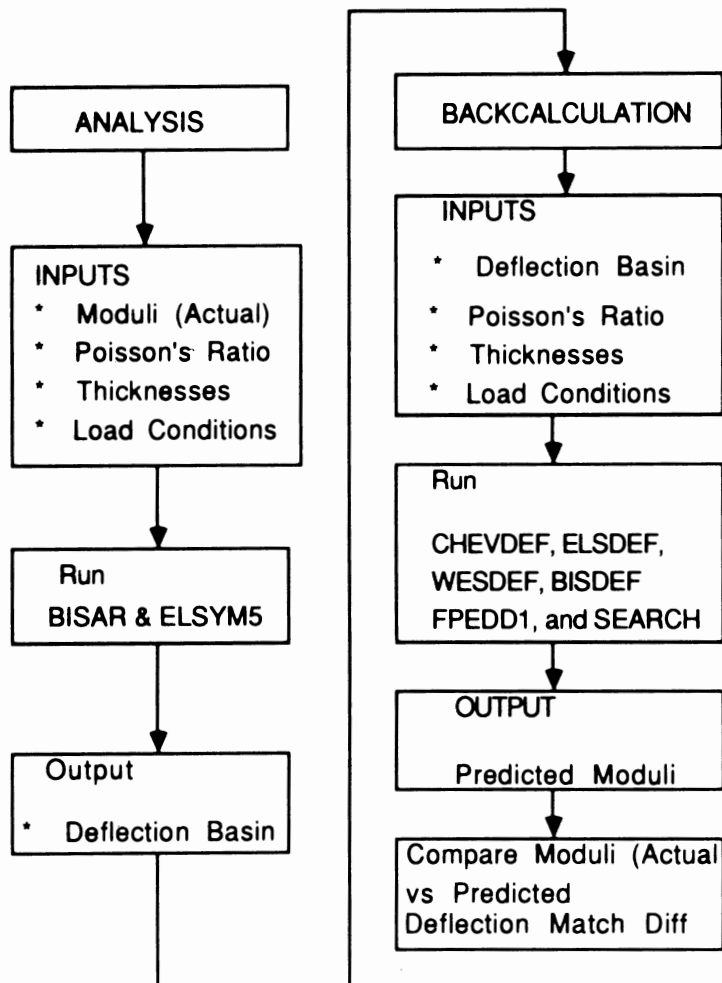 ANALYSIS
INPUTS
* Moduli (Actual)
* Poisson's Ratio
* Thicknesses
* Load Conditions
Run
BISAR & ELSYM5
Output
* Deflection Basin
BACKCALCULATION
INPUTS
* Deflection Basin
* Poisson's Ratio
* Thicknesses
* Load Conditions
Run
CHEVDEF, ELSDEF,
WESDEF, BISDEF
FPEDD1, and SEARCH
OUTPUT
Predicted Moduli
Compare Moduli (Actual
vs Predicted
Deflection Match Diff